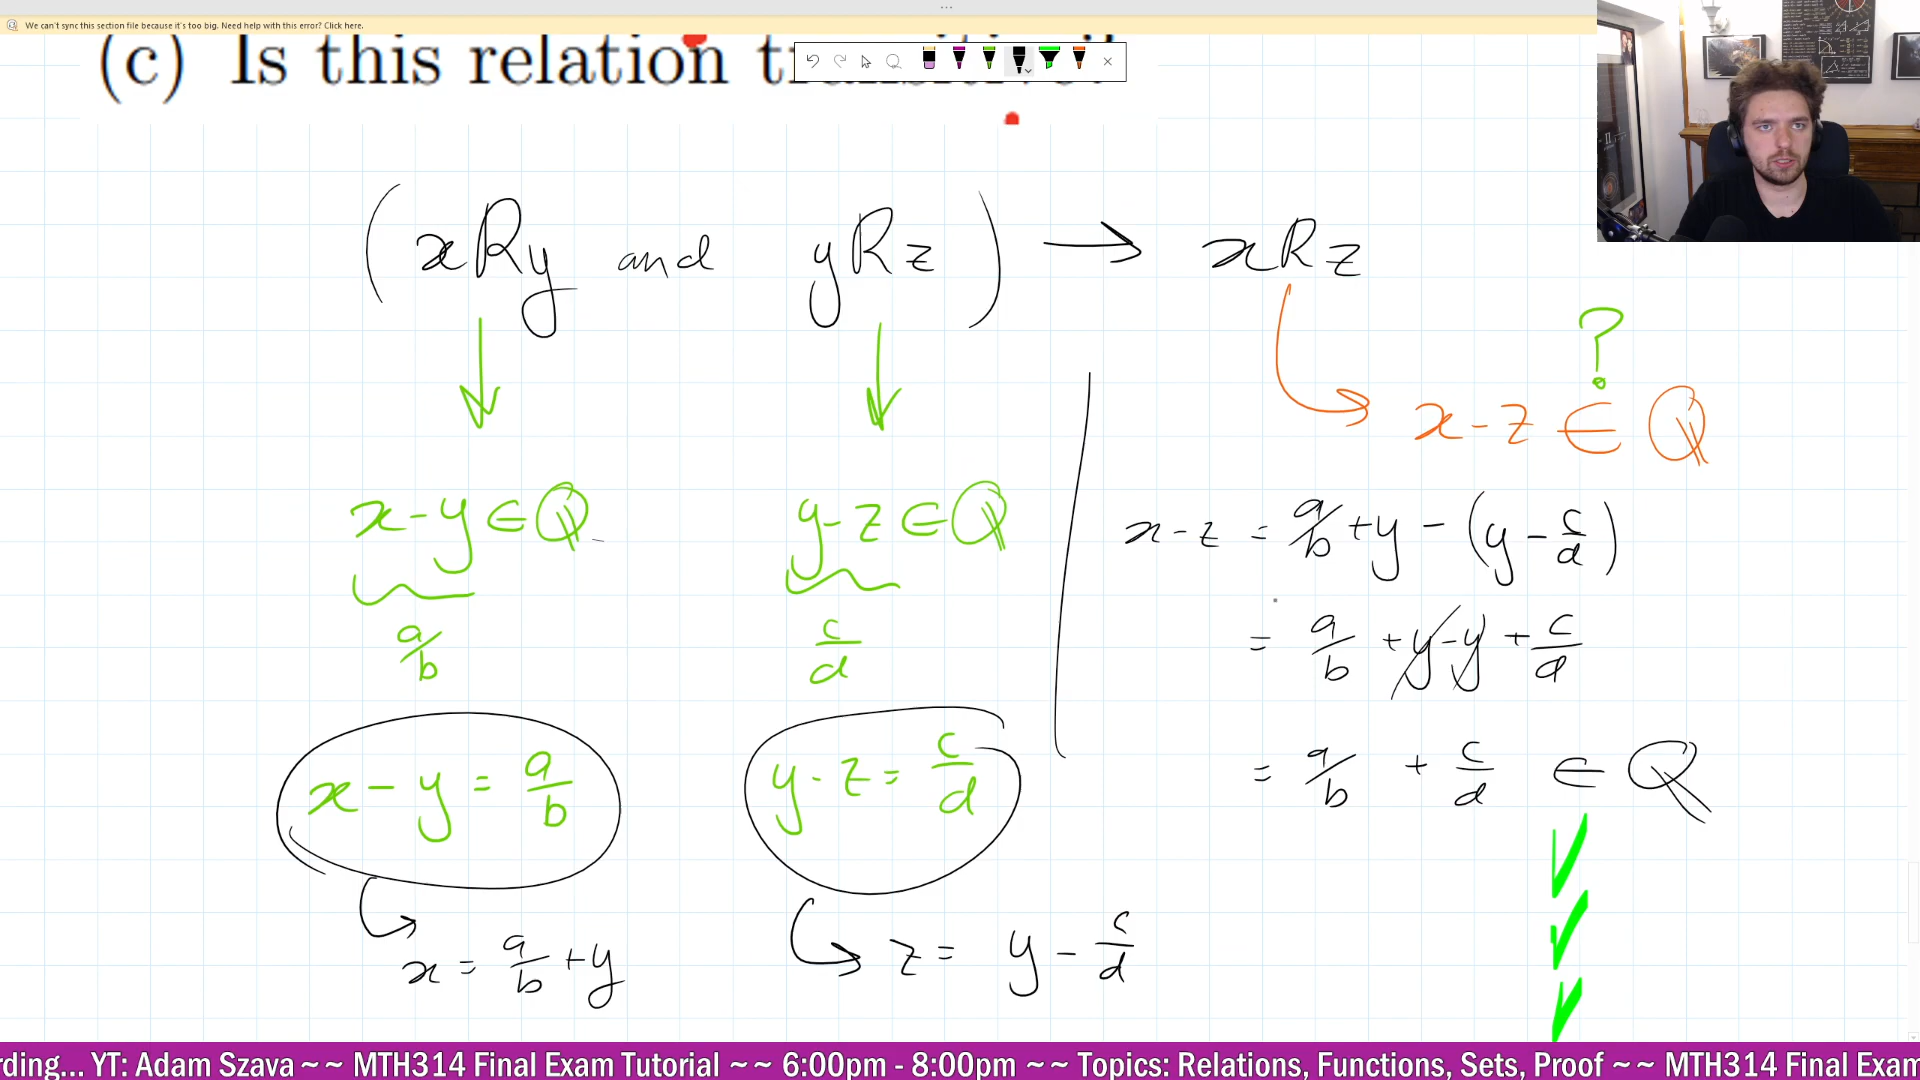 We can't sync this section file because it's too big. Need help with this error? Click here.
(c) Is this relation transitive?
(xRy and yRz) → xRz
?
x - z ∈ ℚ
x - y ∈ ℚ
y - z ∈ ℚ
a/b
c/d
x - z = a/b + y - (y - c/d)
= a/b + y - y + c/d
= a/b + c/d ∈ ℚ
x - y = a/b
y - z = c/d
x = a/b + y
z = y - c/d
rding... YT: Adam Szava ~~ MTH314 Final Exam Tutorial ~~ 6:00pm - 8:00pm ~~ Topics: Relations, Functions, Sets, Proof ~~ MTH314 Final Exam